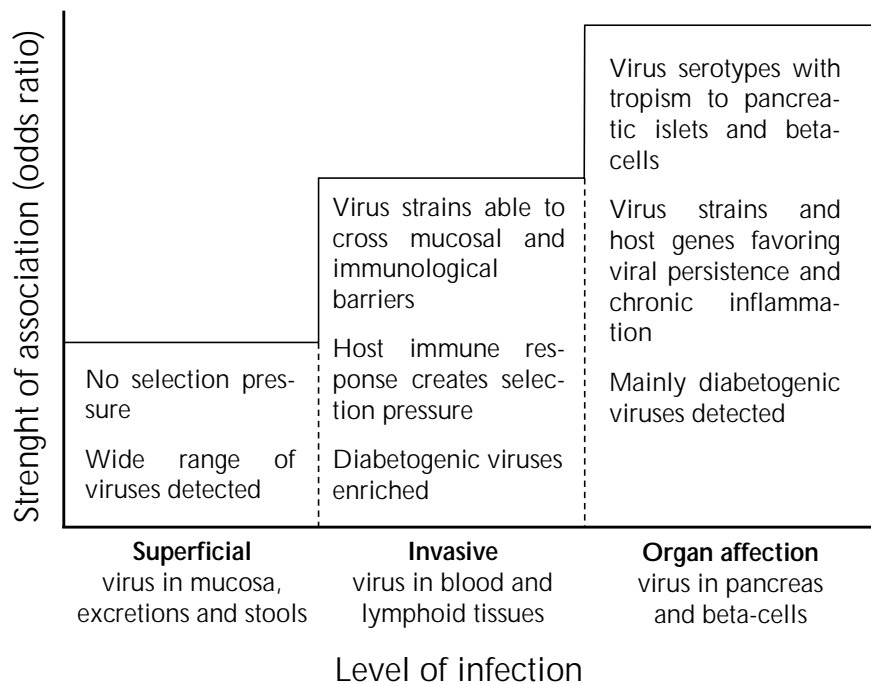 Strenght of association (odds ratio)
No selection pres-
sure
Wide range of
viruses detected
Virus strains able to
cross mucosal and
immunological
barriers
Host immune res-
ponse creates selec-
tion pressure
Diabetogenic viruses
enriched
Virus serotypes with
tropism to pancrea-
tic islets and beta-
cells
Virus strains and
host genes favoring
viral persistence and
chronic inflamma-
tion
Mainly diabetogenic
viruses detected
Superficial
virus in mucosa,
excretions and stools
Invasive
virus in blood and
lymphoid tissues
Organ affection
virus in pancreas
and beta-cells
Level of infection